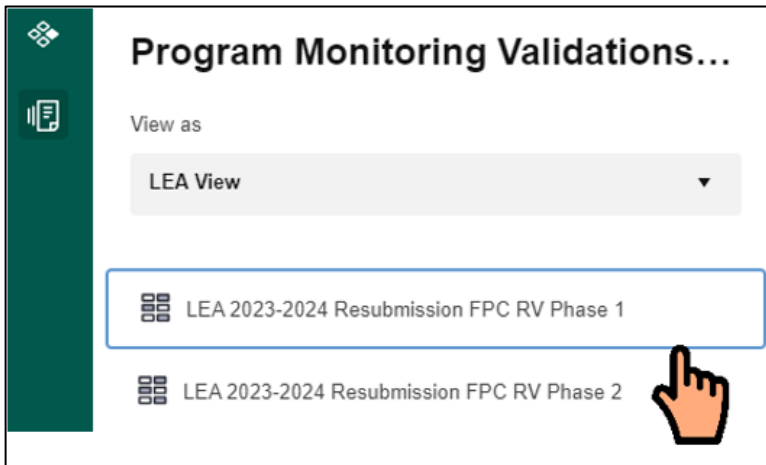 Program Monitoring Validations...
View as
LEA View
LEA 2023-2024 Resubmission FPC RV Phase 1
LEA 2023-2024 Resubmission FPC RV Phase 2